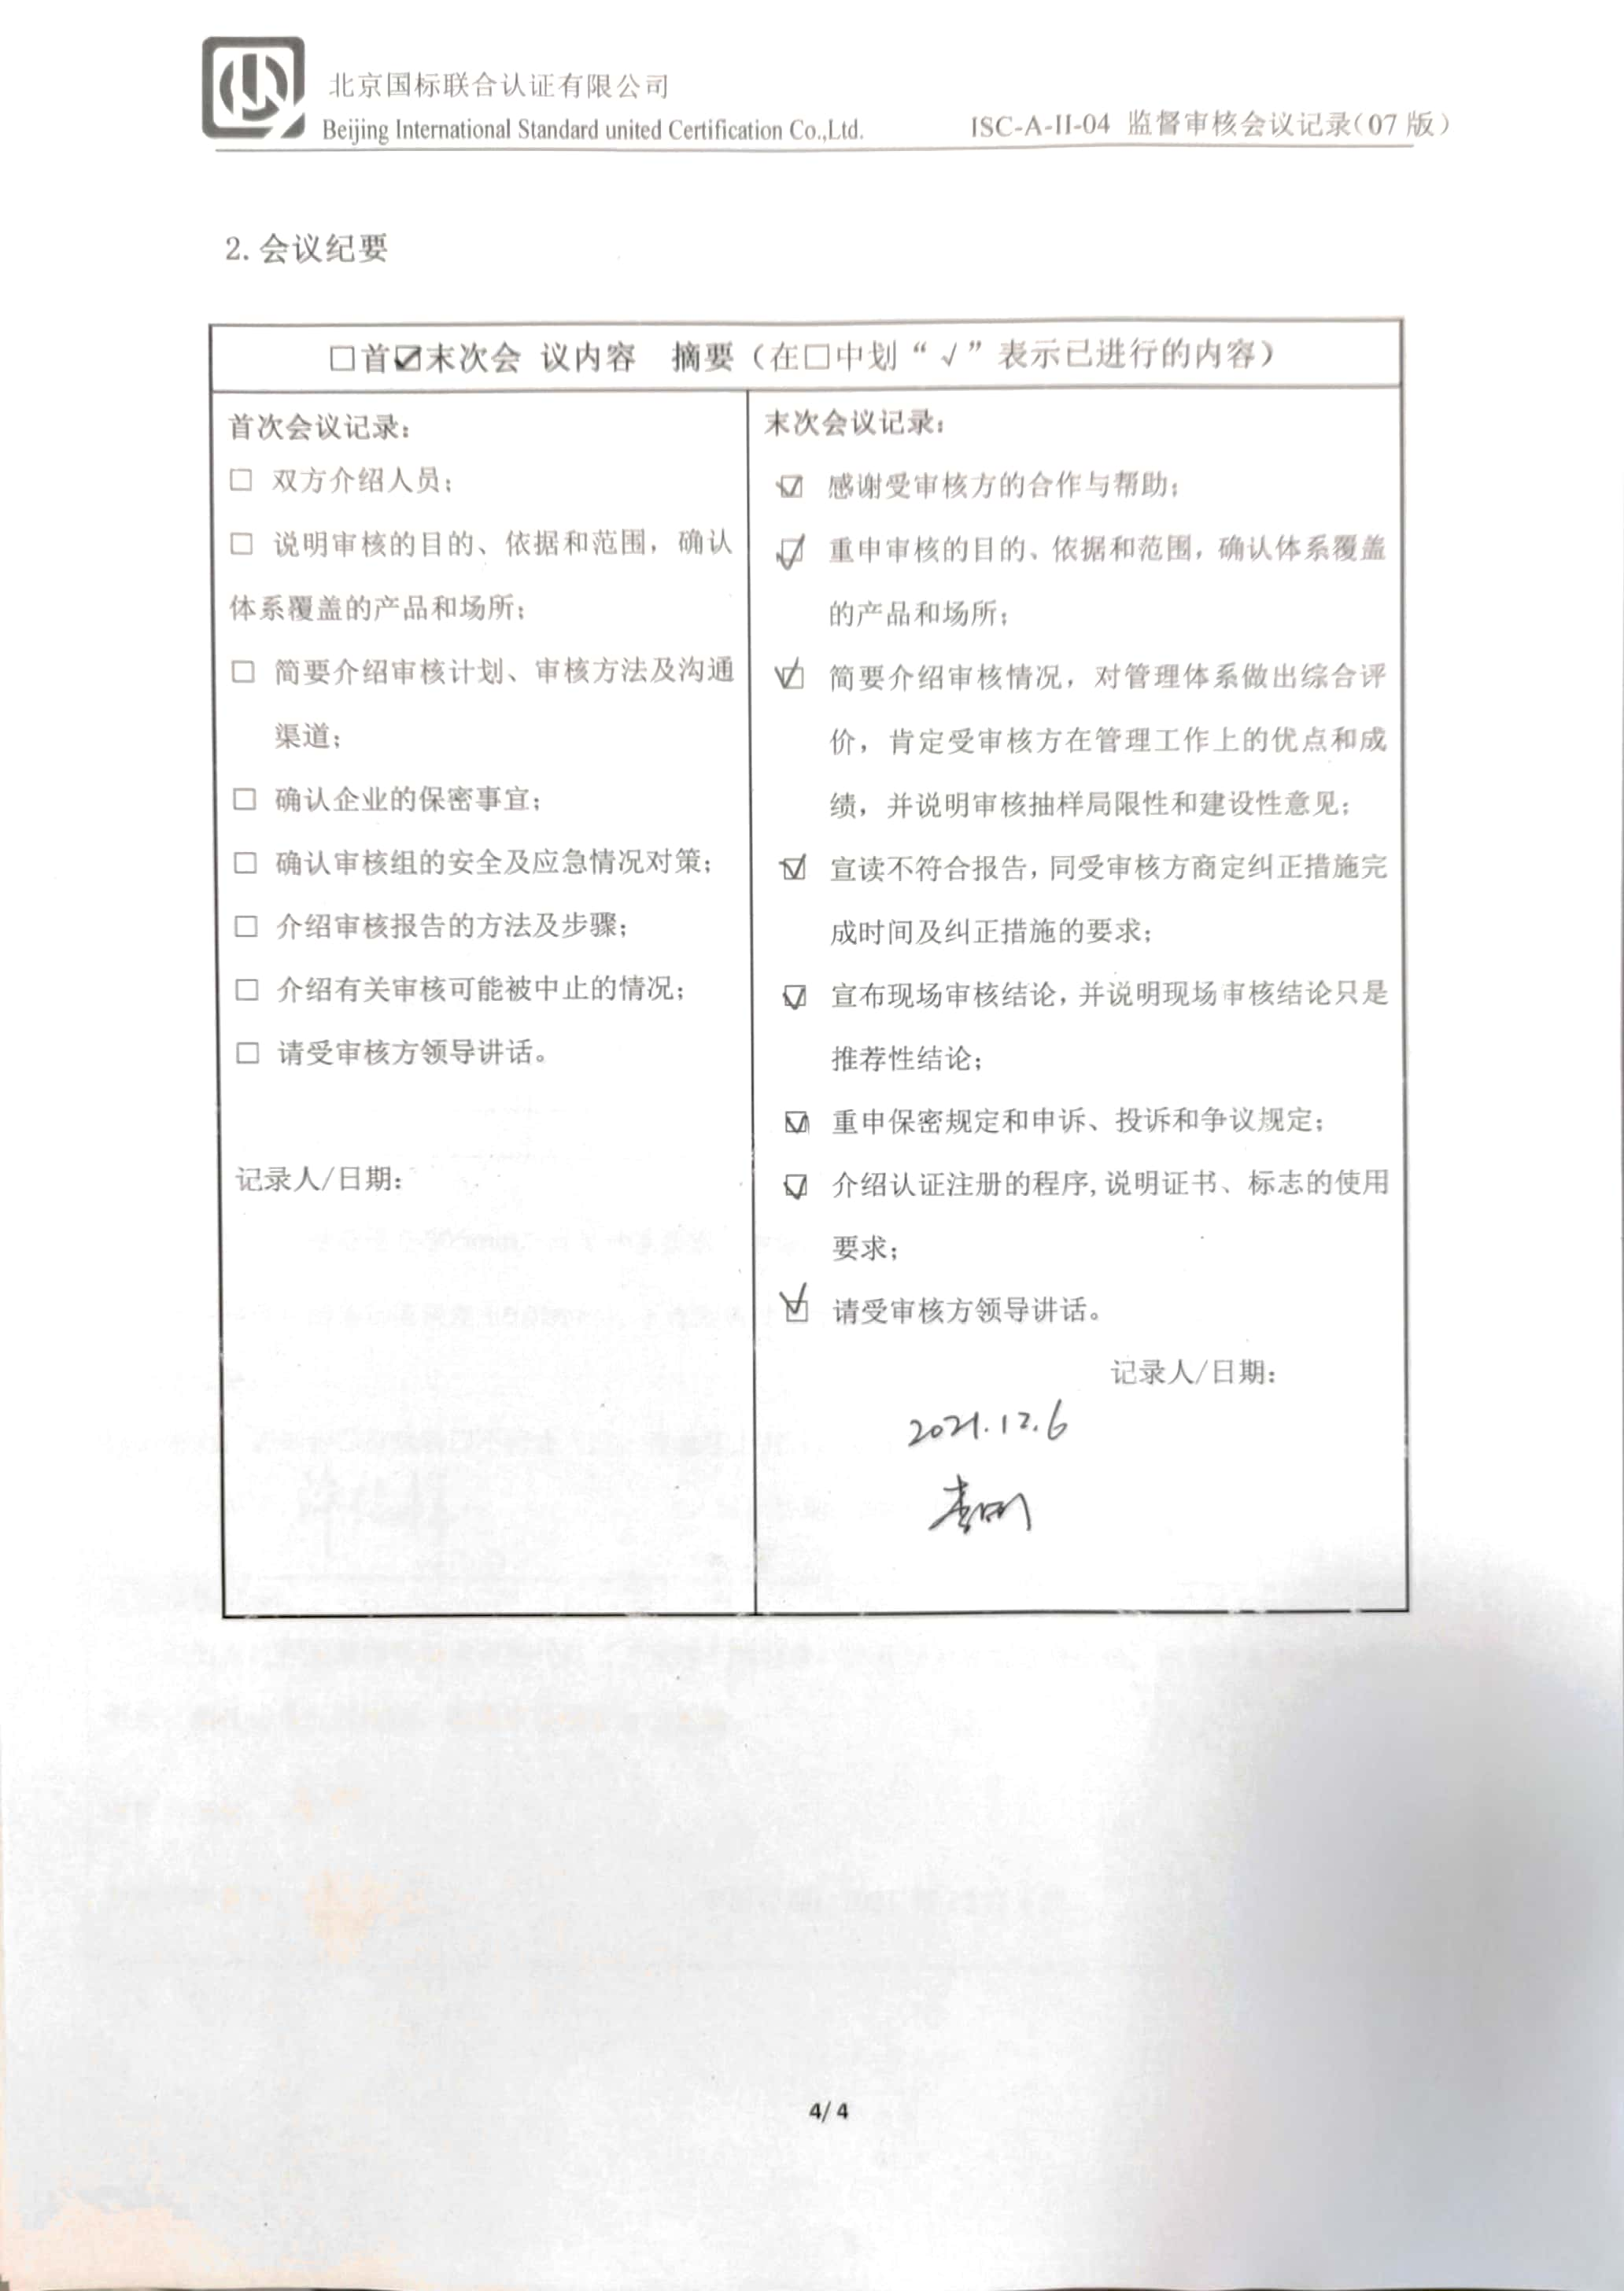 北京国标联合认证有限公司
Beijing International Standard united Certification Co.,Ltd.
ISC-A-II-04 监督审核会议记录(07版)
2.会议纪要
□首☑末次会 议内容 摘要（在□中划“√”表示已进行的内容）
首次会议记录：
□ 双方介绍人员；
□ 说明审核的目的、依据和范围，确认
体系覆盖的产品和场所；
□ 简要介绍审核计划、审核方法及沟通
渠道；
□ 确认企业的保密事宜；
□ 确认审核组的安全及应急情况对策；
□ 介绍审核报告的方法及步骤；
□ 介绍有关审核可能被中止的情况；
□ 请受审核方领导讲话。
记录人/日期：
末次会议记录：
☑ 感谢受审核方的合作与帮助；
☑ 重申审核的目的、依据和范围，确认体系覆盖
的产品和场所；
☑ 简要介绍审核情况，对管理体系做出综合评
价，肯定受审核方在管理工作上的优点和成
绩，并说明审核抽样局限性和建设性意见；
☑ 宣读不符合报告，同受审核方商定纠正措施完
成时间及纠正措施的要求；
☑ 宣布现场审核结论，并说明现场审核结论只是
推荐性结论；
☑ 重申保密规定和申诉、投诉和争议规定；
☑ 介绍认证注册的程序，说明证书、标志的使用
要求；
☑ 请受审核方领导讲话。
记录人/日期：
2021.12.6
4/ 4